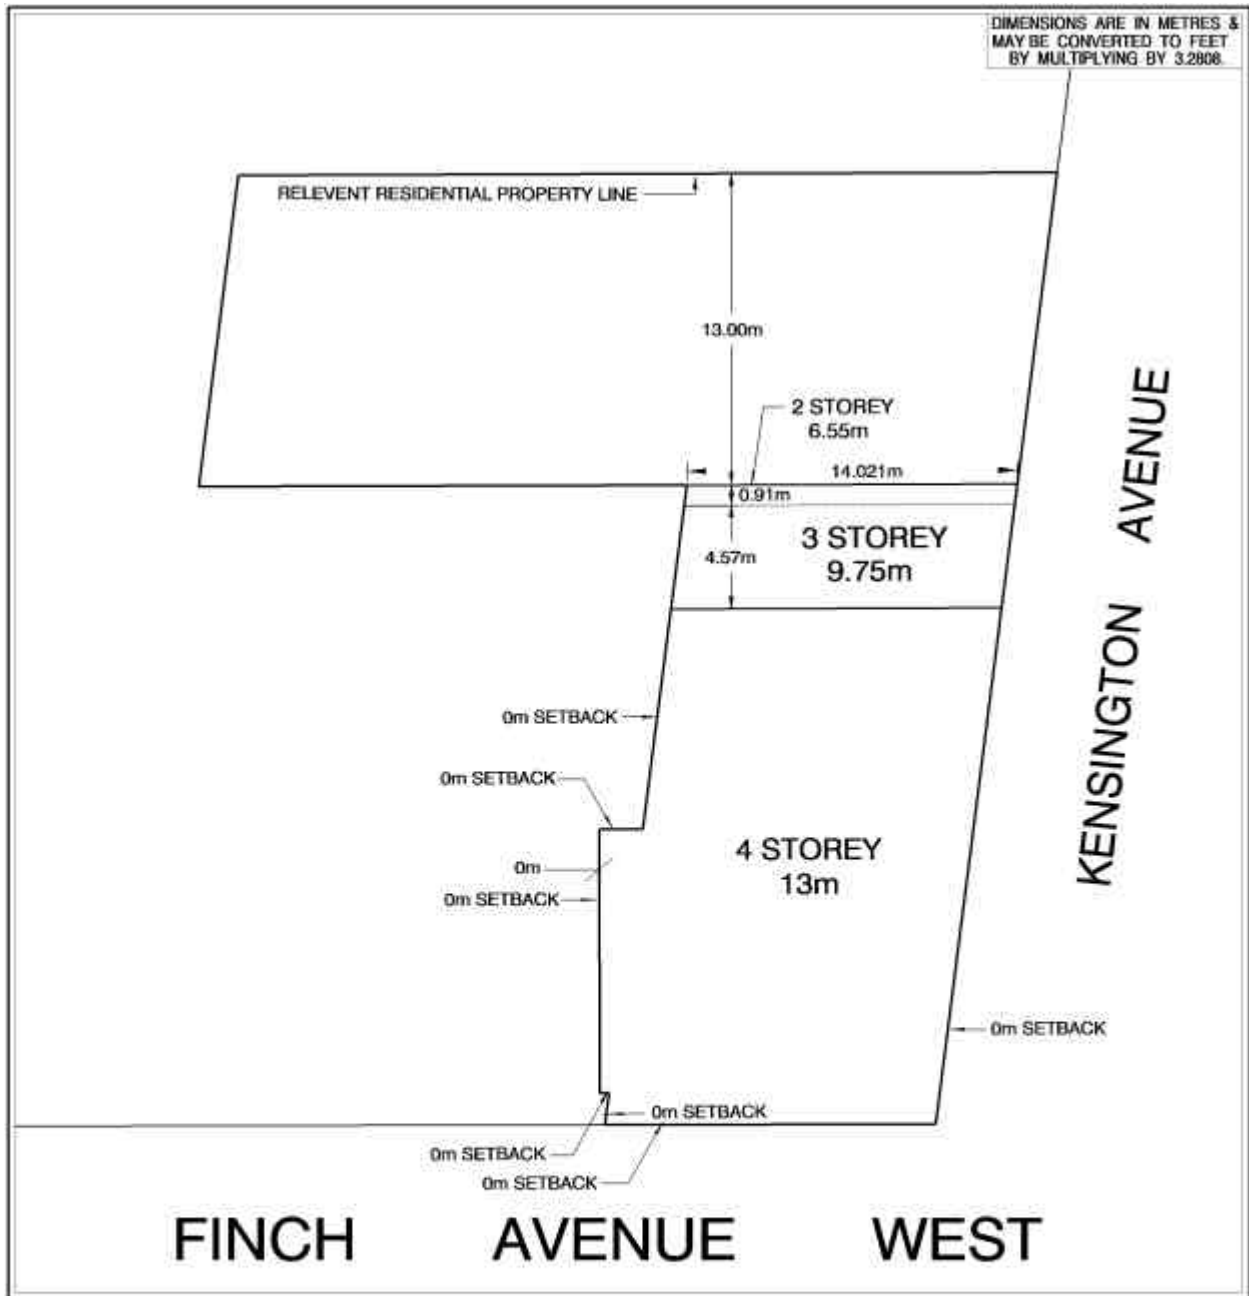 DIMENSIONS ARE IN METRES &
MAY BE CONVERTED TO FEET
BY MULTIPLYING BY 3.2808.
RELEVENT RESIDENTIAL PROPERTY LINE
13.00m
2 STOREY
6.55m
14.021m
0.91m
3 STOREY
9.75m
4.57m
KENSINGTON AVENUE
0m SETBACK
0m SETBACK
4 STOREY
13m
0m
0m SETBACK
0m SETBACK
0m SETBACK
0m SETBACK
0m SETBACK
FINCH AVENUE WEST